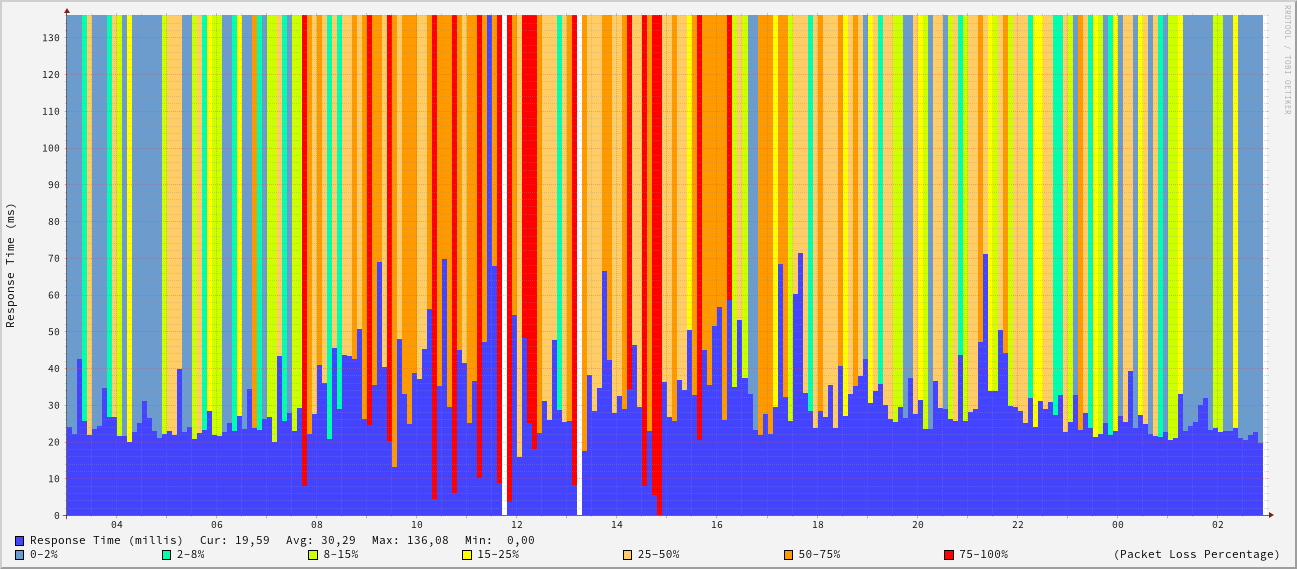 RRDTOOL / TOBI OETIKER
Response Time (ms)
130
120
110
100
90
80
70
60
50
40
30
20
10
0
04 06 08 10 12 14 16 18 20 22 00 02
Response Time (millis) Cur: 19,59 Avg: 30,29 Max: 136,08 Min: 0,00
0-2% 2-8% 8-15% 15-25% 25-50% 50-75% 75-100% (Packet Loss Percentage)